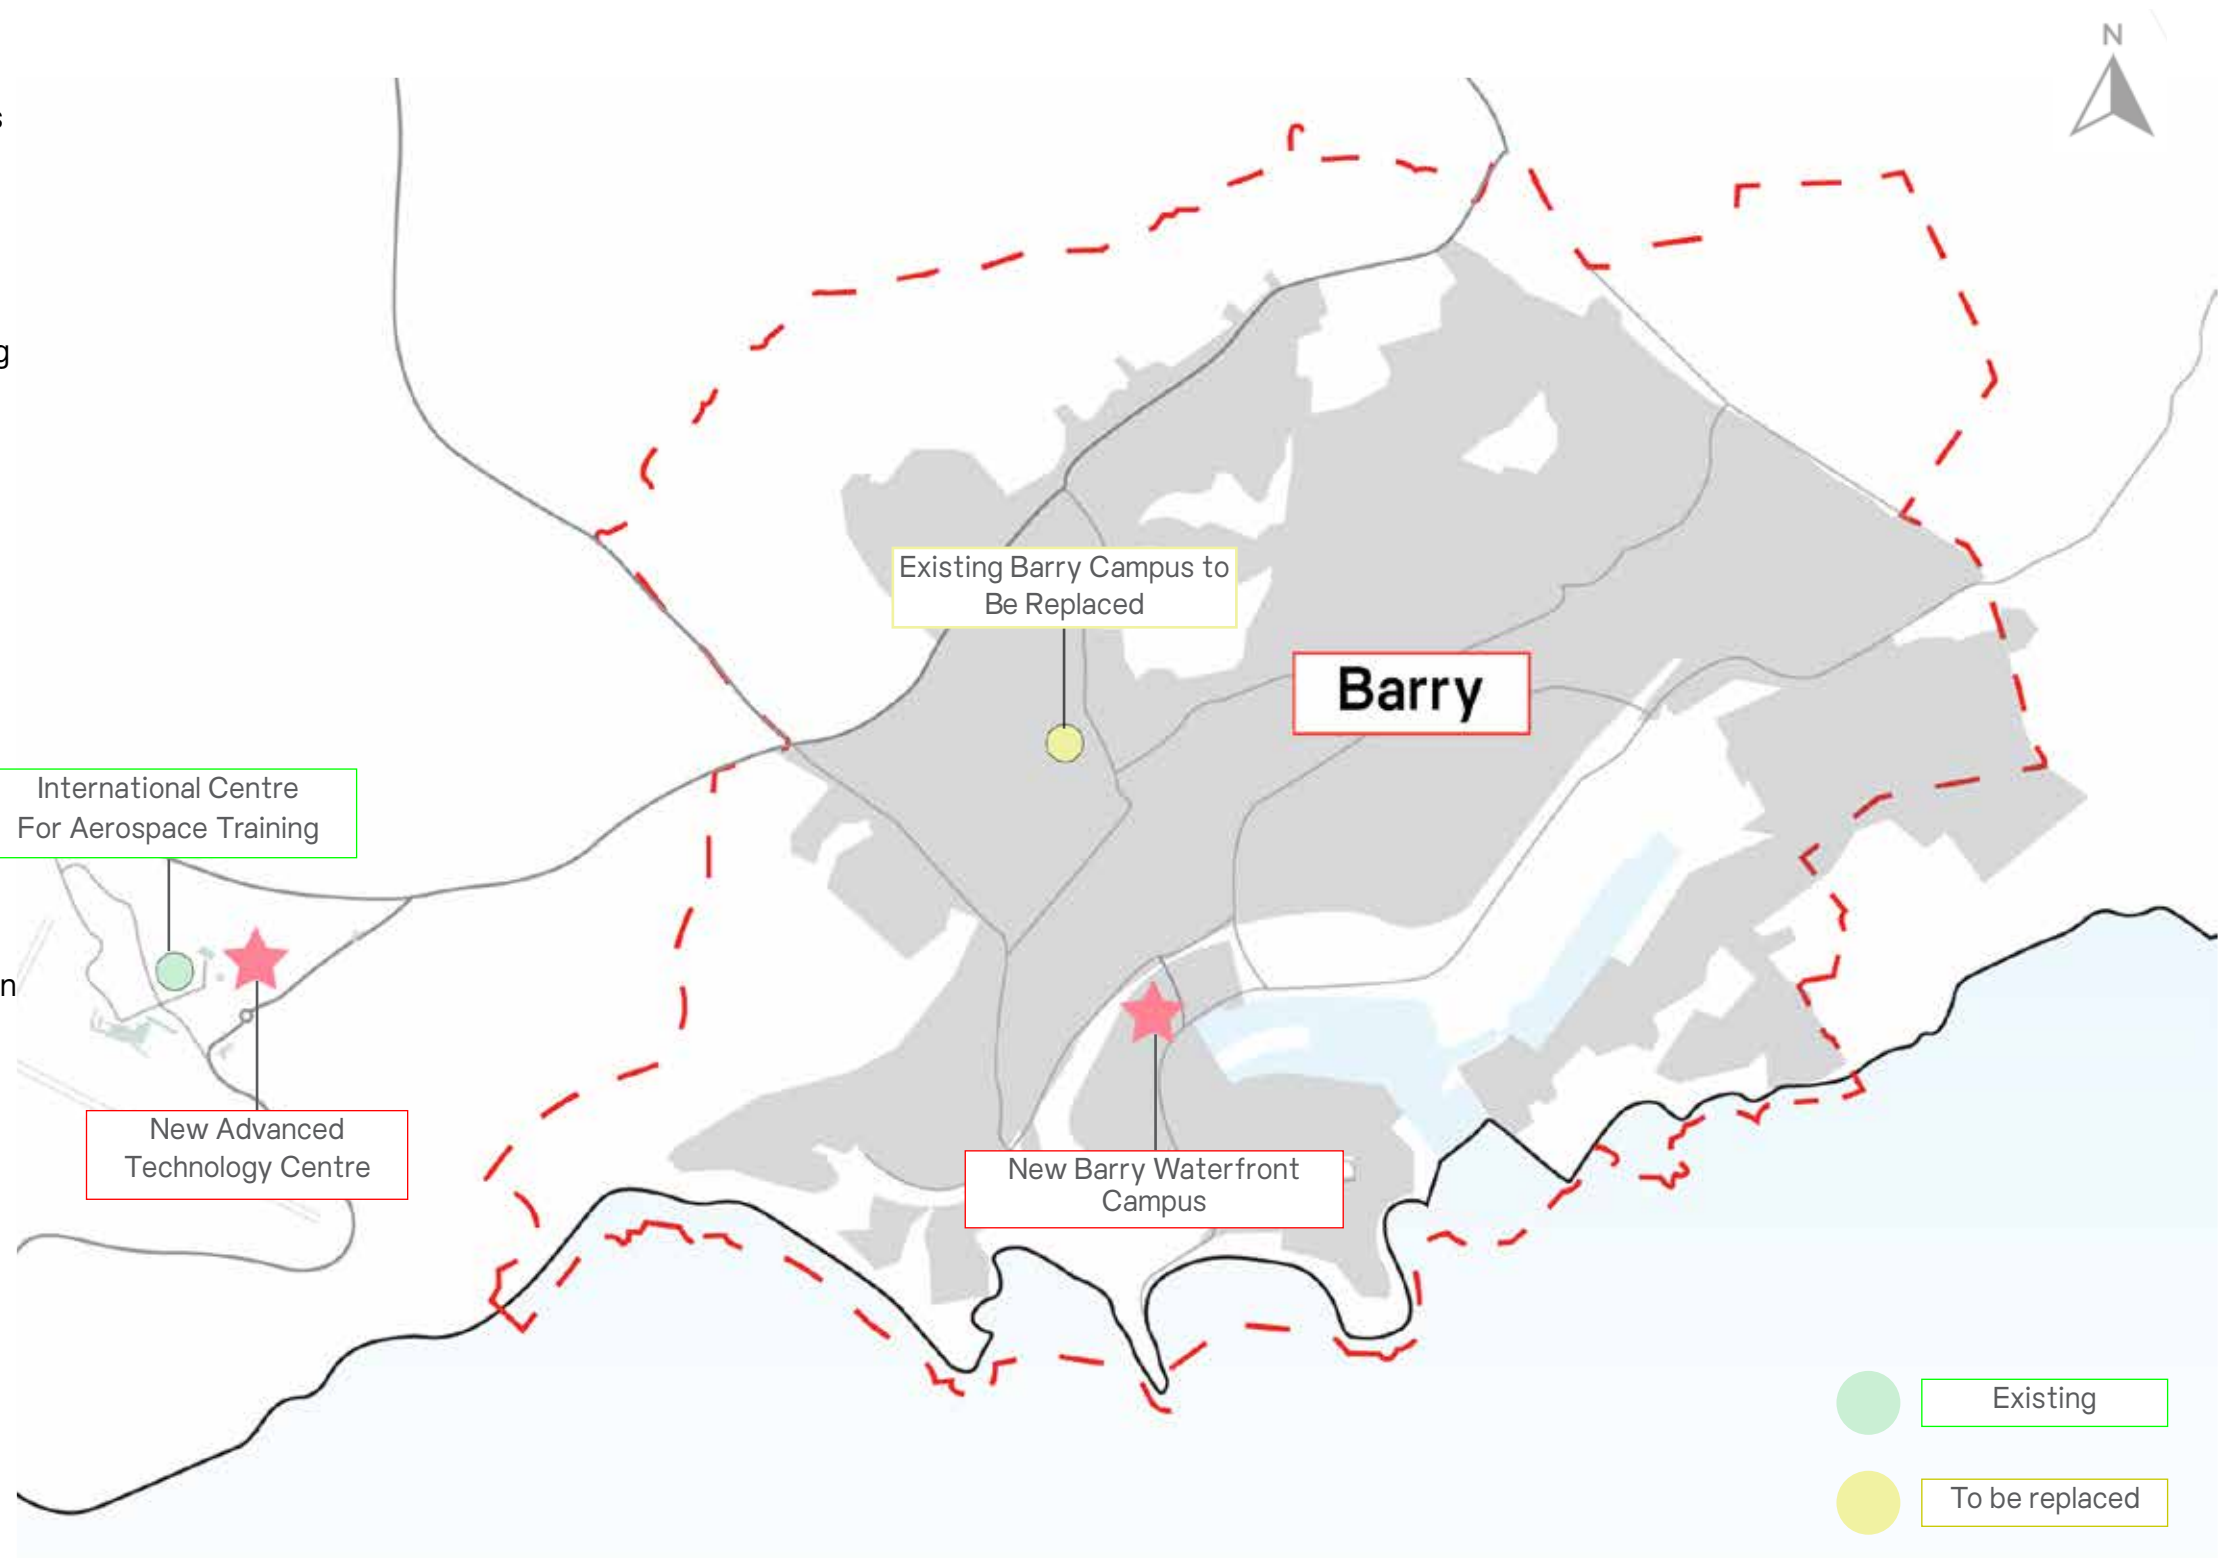 N
s
g
Existing Barry Campus to
Be Replaced
Barry
International Centre
For Aerospace Training
n
New Advanced
Technology Centre
New Barry Waterfront
Campus
Existing
To be replaced